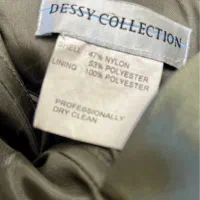 DESSY COLLECTION
SHELL: 47% NYLON
53% POLYESTER
LINING: 100% POLYESTER
PROFESSIONALLY
DRY CLEAN